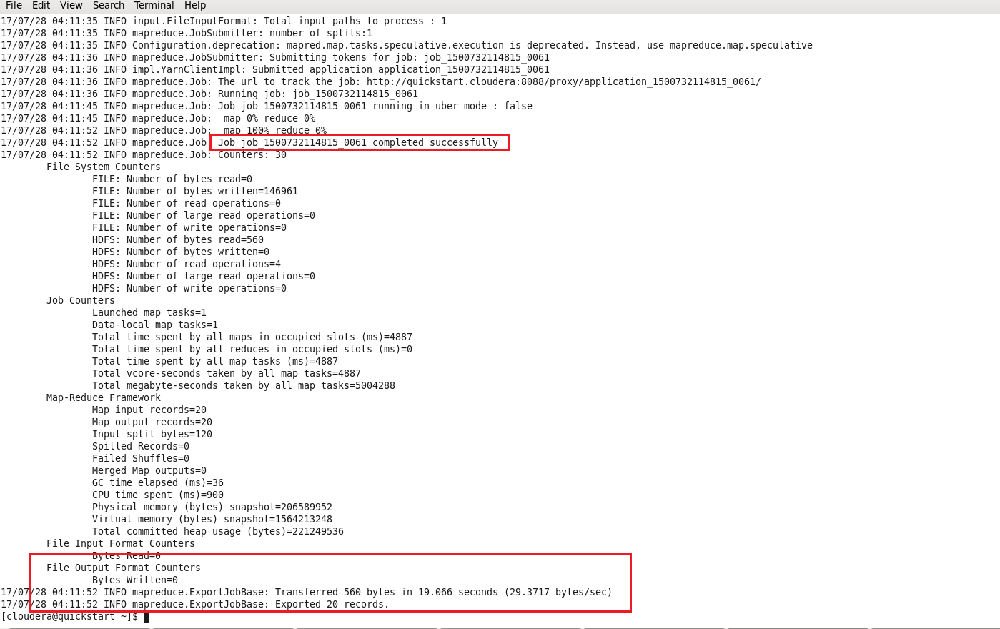 File Edit View Search Terminal Help
17/07/28 04:11:35 INFO input.FileInputFormat: Total input paths to process : 1
17/07/28 04:11:35 INFO mapreduce.JobSubmitter: number of splits:1
17/07/28 04:11:35 INFO Configuration.deprecation: mapred.map.tasks.speculative.execution is deprecated. Instead, use mapreduce.map.speculative
17/07/28 04:11:36 INFO mapreduce.JobSubmitter: Submitting tokens for job: job_1500732114815_0061
17/07/28 04:11:36 INFO impl.YarnClientImpl: Submitted application application_1500732114815_0061
17/07/28 04:11:36 INFO mapreduce.Job: The url to track the job: http://quickstart.cloudera:8088/proxy/application_1500732114815_0061/
17/07/28 04:11:36 INFO mapreduce.Job: Running job: job_1500732114815_0061
17/07/28 04:11:45 INFO mapreduce.Job: Job job_1500732114815_0061 running in uber mode : false
17/07/28 04:11:45 INFO mapreduce.Job:  map 0% reduce 0%
17/07/28 04:11:52 INFO mapreduce.Job:  map 100% reduce 0%
17/07/28 04:11:52 INFO mapreduce.Job: Job job_1500732114815_0061 completed successfully
17/07/28 04:11:52 INFO mapreduce.Job: Counters: 30
File System Counters
FILE: Number of bytes read=0
FILE: Number of bytes written=146961
FILE: Number of read operations=0
FILE: Number of large read operations=0
FILE: Number of write operations=0
HDFS: Number of bytes read=560
HDFS: Number of bytes written=0
HDFS: Number of read operations=4
HDFS: Number of large read operations=0
HDFS: Number of write operations=0
Job Counters
Launched map tasks=1
Data-local map tasks=1
Total time spent by all maps in occupied slots (ms)=4887
Total time spent by all reduces in occupied slots (ms)=0
Total time spent by all map tasks (ms)=4887
Total vcore-seconds taken by all map tasks=4887
Total megabyte-seconds taken by all map tasks=5004288
Map-Reduce Framework
Map input records=20
Map output records=20
Input split bytes=120
Spilled Records=0
Failed Shuffles=0
Merged Map outputs=0
GC time elapsed (ms)=36
CPU time spent (ms)=900
Physical memory (bytes) snapshot=206589952
Virtual memory (bytes) snapshot=1564213248
Total committed heap usage (bytes)=221249536
File Input Format Counters
Bytes Read=0
File Output Format Counters
Bytes Written=0
17/07/28 04:11:52 INFO mapreduce.ExportJobBase: Transferred 560 bytes in 19.066 seconds (29.3717 bytes/sec)
17/07/28 04:11:52 INFO mapreduce.ExportJobBase: Exported 20 records.
[cloudera@quickstart ~]$